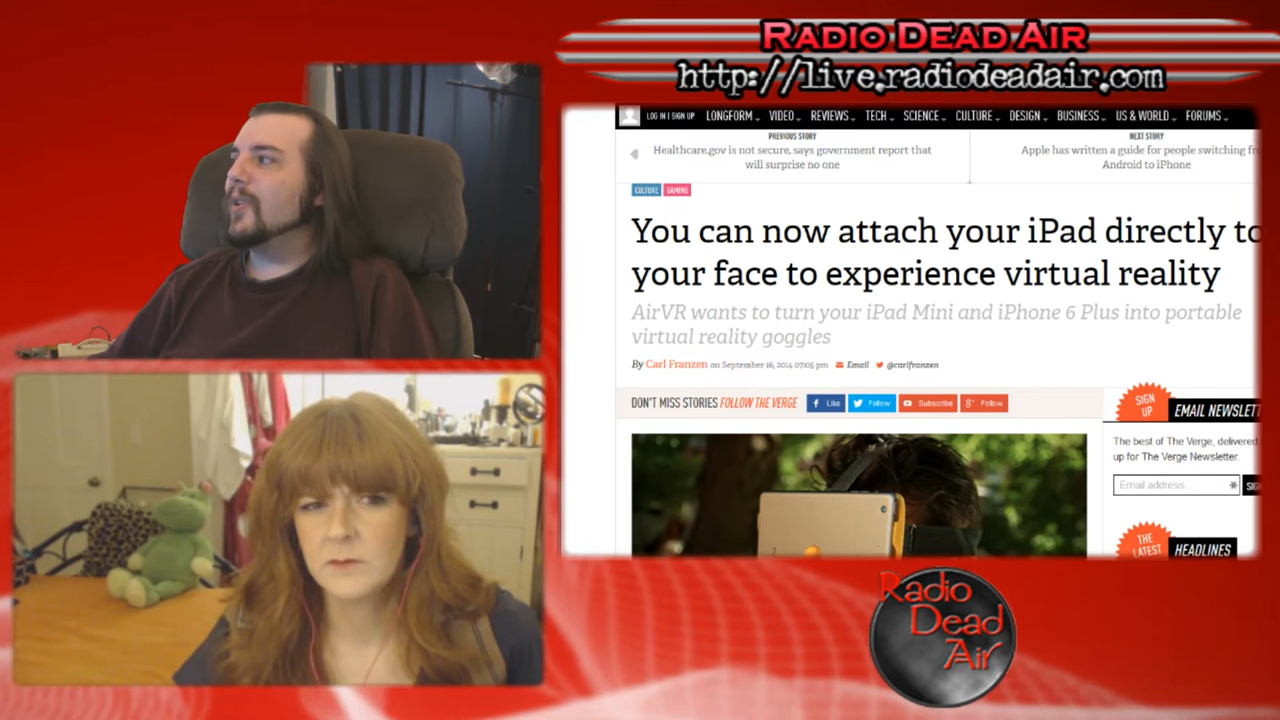 RADIO DEAD AIR
http://live.radiodeadair.com
LOG IN | SIGN UP LONGFORM VIDEO REVIEWS TECH SCIENCE CULTURE DESIGN BUSINESS US & WORLD FORUMS
PREVIOUS STORY
Healthcare.gov is not secure, says government report that
will surprise no one
NEXT STORY
Apple has written a guide for people switching
Android to iPhone
CULTURE GAMING
You can now attach your iPad directly to
your face to experience virtual reality
AirVR wants to turn your iPad Mini and iPhone 6 Plus into portable
virtual reality goggles
By Carl Franzen on September 16, 2014 07:05 pm Email @carlfranzen
DON'T MISS STORIES FOLLOW THE VERGE Like Follow Subscribe Follow
SIGN
UP
EMAIL NEWSLET
The best of The Verge, delivered
up for The Verge Newsletter.
Email address...
THE
LATEST
HEADLINES
Radio
Dead
Air